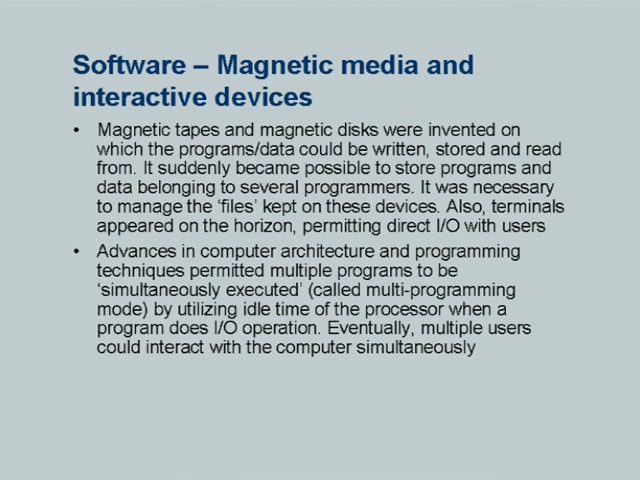 Software – Magnetic media and
interactive devices
• Magnetic tapes and magnetic disks were invented on
which the programs/data could be written, stored and read
from. It suddenly became possible to store programs and
data belonging to several programmers. It was necessary
to manage the ‘files’ kept on these devices. Also, terminals
appeared on the horizon, permitting direct I/O with users
• Advances in computer architecture and programming
techniques permitted multiple programs to be
‘simultaneously executed’ (called multi-programming
mode) by utilizing idle time of the processor when a
program does I/O operation. Eventually, multiple users
could interact with the computer simultaneously